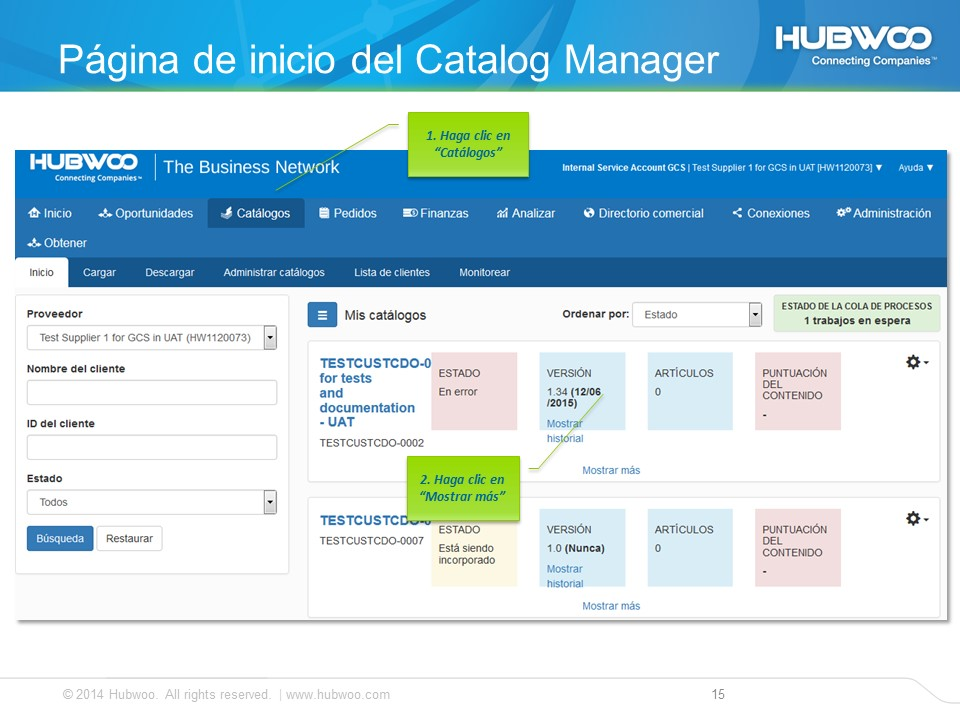 Página de inicio del Catalog Manager
HUBWOO
Connecting Companies™
1. Haga clic en
“Catálogos”
HUBWOO
Connecting Companies™
The Business Network
Internal Service Account GCS | Test Supplier 1 for GCS in UAT [HW1120073] ▼ Ayuda ▼
Inicio Oportunidades Catálogos Pedidos Finanzas Analizar Directorio comercial Conexiones Administración
Obtener
Inicio Cargar Descargar Administrar catálogos Lista de clientes Monitorear
Proveedor
Test Supplier 1 for GCS in UAT (HW1120073)
Nombre del cliente
ID del cliente
Estado
Todos
Búsqueda Restaurar
Mis catálogos
Ordenar por: Estado
ESTADO DE LA COLA DE PROCESOS
1 trabajos en espera
TESTCUSTCDO-0
for tests
and
documentation
- UAT
TESTCUSTCDO-0002
ESTADO
En error
VERSIÓN
1.34 (12/06
/2015)
Mostrar
historial
ARTÌCULOS
0
PUNTUACIÓN
DEL
CONTENIDO
-
Mostrar más
2. Haga clic en
“Mostrar más”
TESTCUSTCDO-0
TESTCUSTCDO-0007
ESTADO
Está siendo
incorporado
VERSIÓN
1.0 (Nunca)
Mostrar
historial
ARTÌCULOS
0
PUNTUACIÓN
DEL
CONTENIDO
-
Mostrar más
© 2014 Hubwoo. All rights reserved. | www.hubwoo.com
15